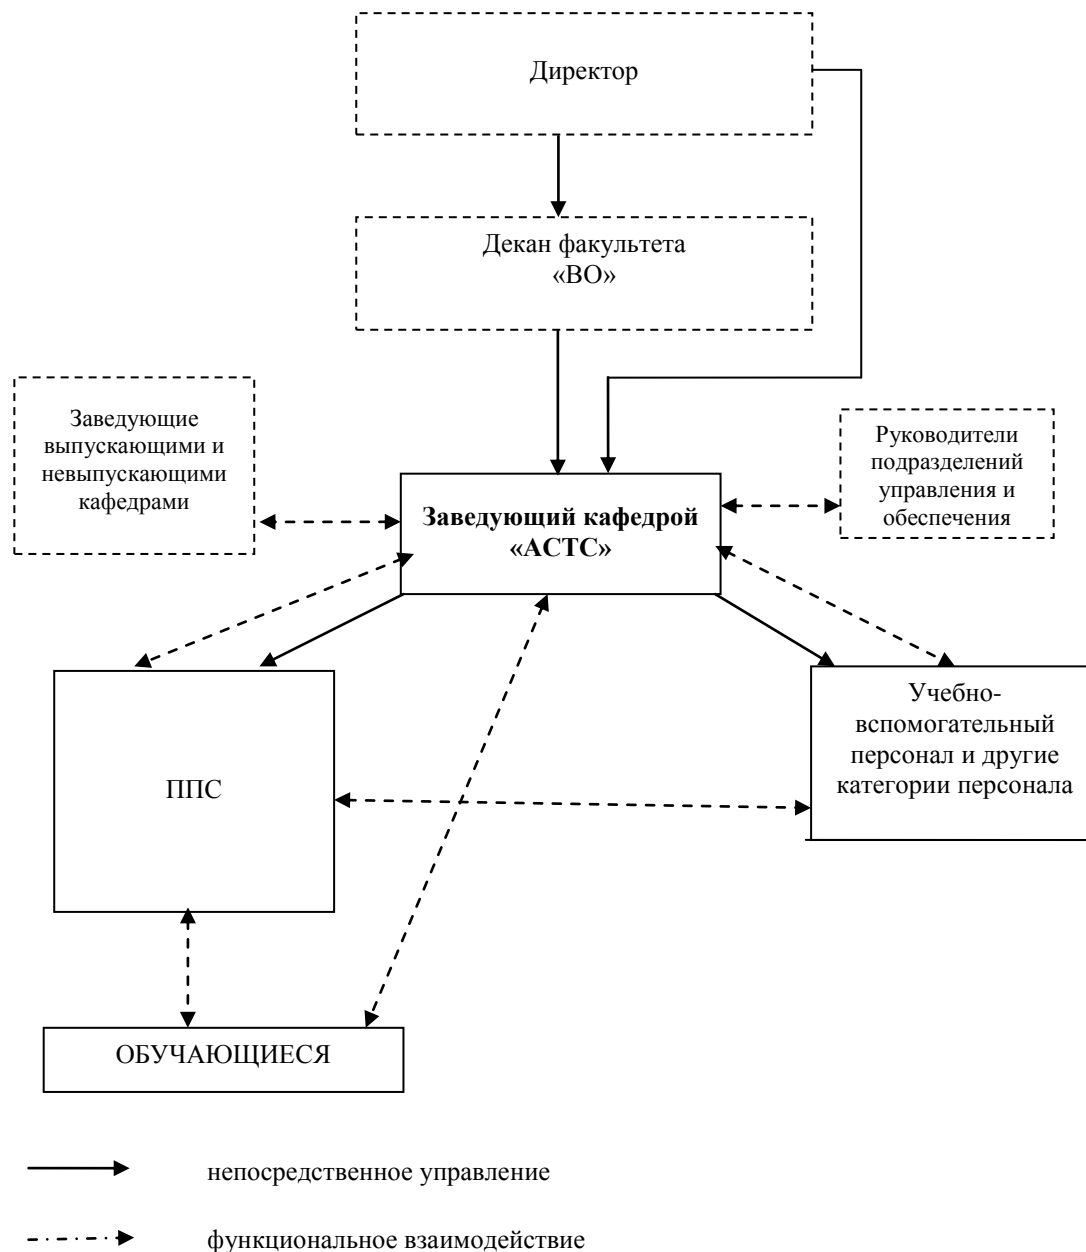 Директор
Декан факультета
«ВО»
Заведующие
выпускающими и
невыпускающими
кафедрами
Руководители
подразделений
управления и
обеспечения
Заведующий кафедрой
«АСТС»
ППС
Учебно-
вспомогательный
персонал и другие
категории персонала
ОБУЧАЮЩИЕСЯ
непосредственное управление
функциональное взаимодействие